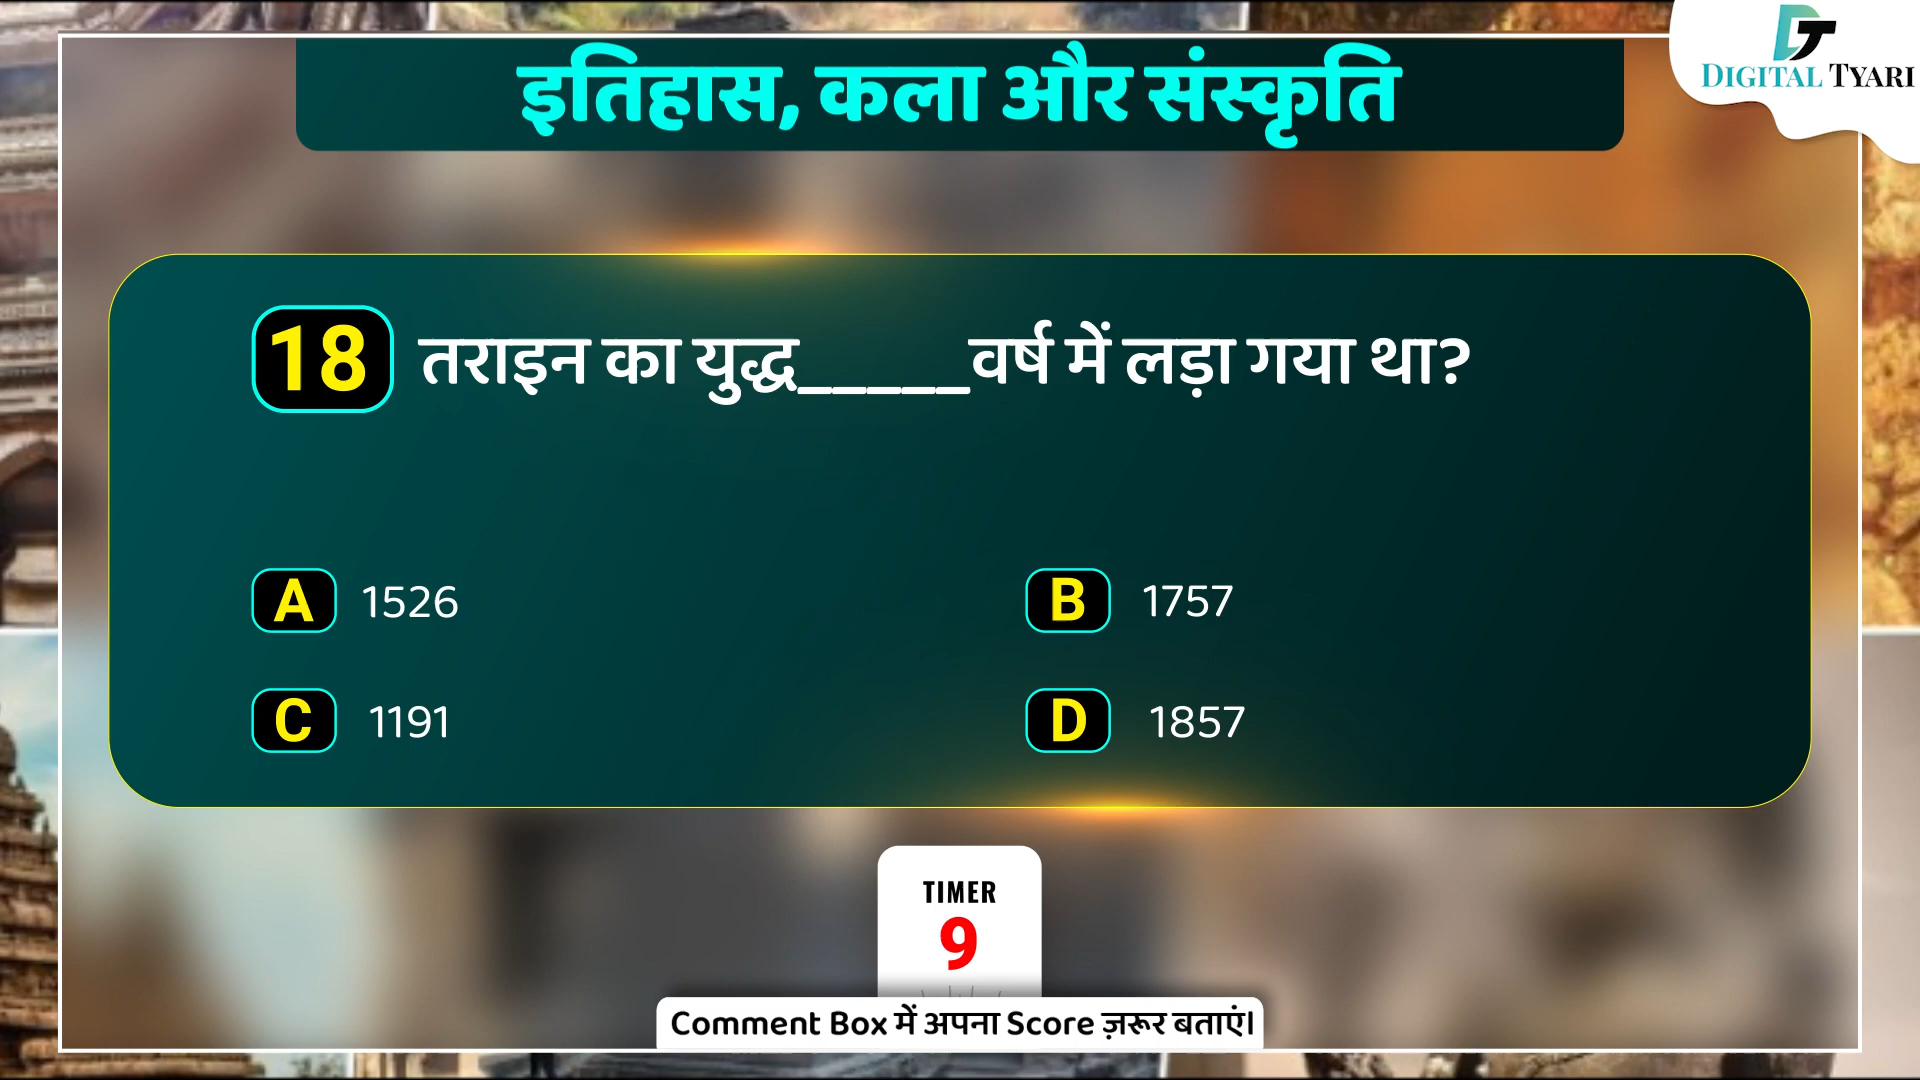 इतिहास, कला और संस्कृति
DIGITAL TYARI
18 तराइन का युद्ध_____वर्ष में लड़ा गया था?
A 1526
B 1757
C 1191
D 1857
TIMER
9
Comment Box में अपना Score ज़रूर बताएं।